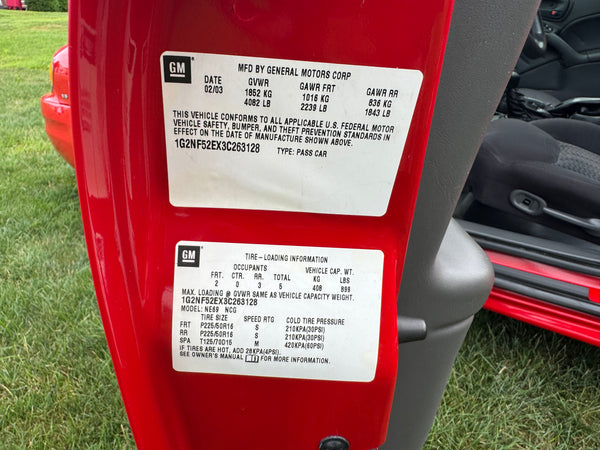 GM
MFD BY GENERAL MOTORS CORP
DATE GVWR GAWR FRT GAWR RR
02/03 1852 KG 1016 KG 836 KG
4082 LB 2239 LB 1843 LB
THIS VEHICLE CONFORMS TO ALL APPLICABLE U.S. FEDERAL MOTOR
VEHICLE SAFETY, BUMPER, AND THEFT PREVENTION STANDARDS IN
EFFECT ON THE DATE OF MANUFACTURE SHOWN ABOVE.
1G2NF52EX3C263128 TYPE: PASS CAR
GM
TIRE-LOADING INFORMATION
OCCUPANTS VEHICLE CAP. WT.
FRT. CTR. RR. TOTAL KG LBS
2 0 3 5 408 899
MAX. LOADING @ GVWR SAME AS VEHICLE CAPACITY WEIGHT.
1G2NF52EX3C263128
MODEL: NE69 NCG
TIRE SIZE SPEED RTG COLD TIRE PRESSURE
FRT P225/50R16 S 210KPA(30PSI)
RR P225/50R16 S 210KPA(30PSI)
SPA T125/70D15 M 420KPA(60PSI)
IF TIRES ARE HOT, ADD 28KPA(4PSI).
SEE OWNER'S MANUAL FOR MORE INFORMATION.